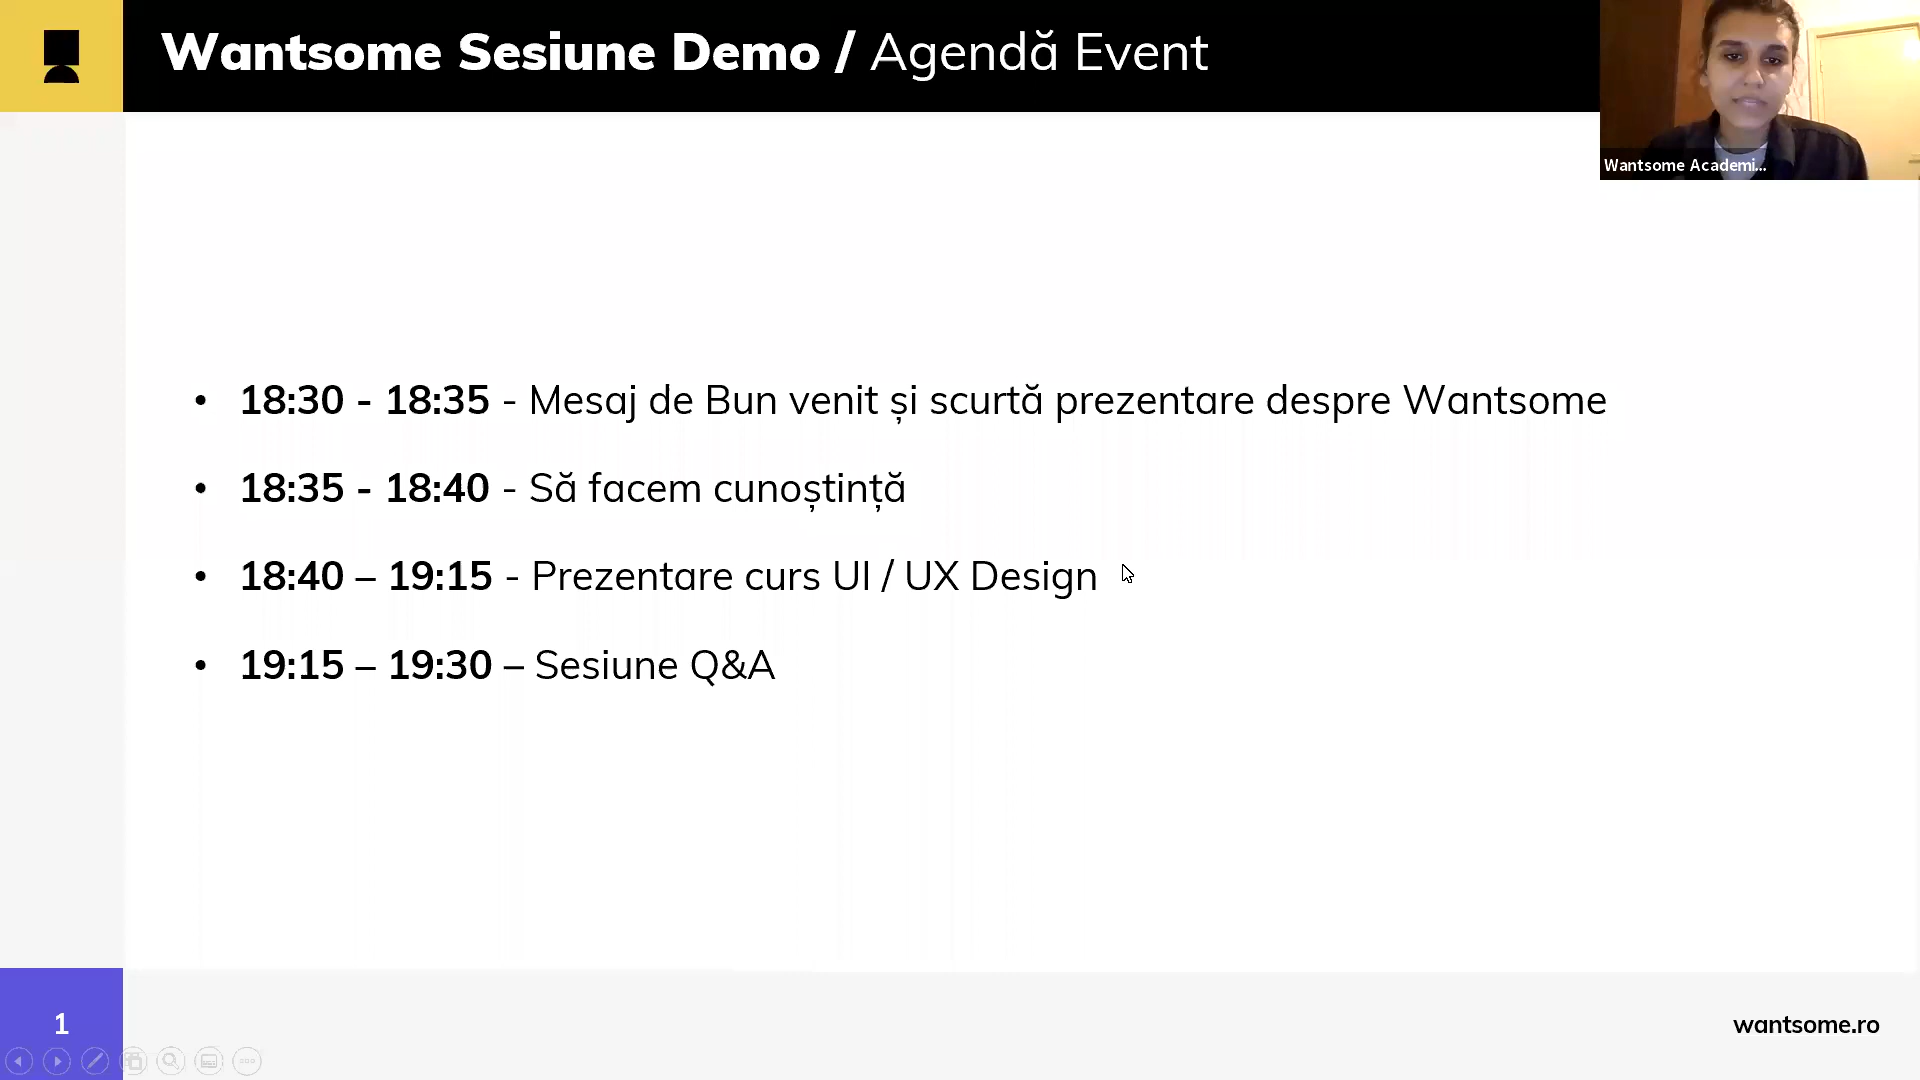 Wantsome Sesiune Demo / Agendă Event
Wantsome Academi...
• 18:30 - 18:35 - Mesaj de Bun venit și scurtă prezentare despre Wantsome
• 18:35 - 18:40 - Să facem cunoștință
• 18:40 – 19:15 - Prezentare curs UI / UX Design
• 19:15 – 19:30 – Sesiune Q&A
1
wantsome.ro